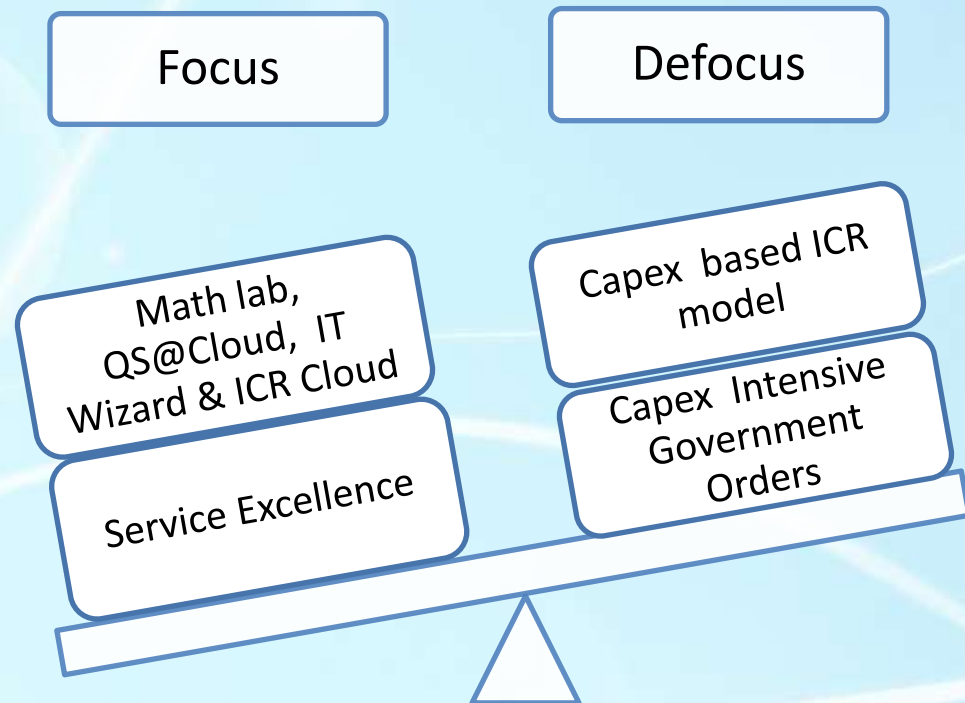 Focus
Defocus
Math lab,
QS@Cloud, IT
Wizard & ICR Cloud
Service Excellence
Capex based ICR
model
Capex Intensive
Government
Orders